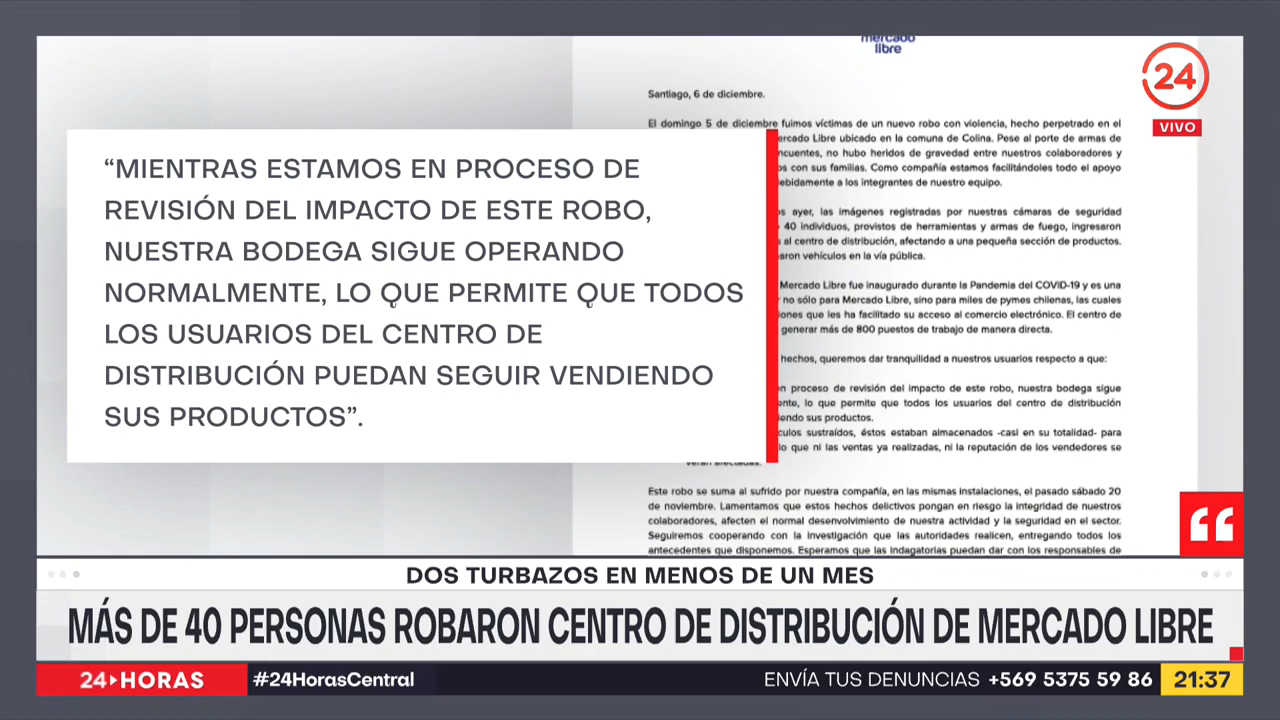 mercado
libre
Santiago, 6 de diciembre.
El domingo 5 de diciembre fuimos víctimas de un nuevo robo con violencia, hecho perpetrado en el
ercado Libre ubicado en la comuna de Colina. Pese al porte de armas de
ncuentes, no hubo heridos de gravedad entre nuestros colaboradores y
os con sus familias. Como compañía estamos facilitándoles todo el apoyo
ebidamente a los integrantes de nuestro equipo.
s ayer, las imágenes registradas por nuestras cámaras de seguridad
40 individuos, provistos de herramientas y armas de fuego, ingresaron
s al centro de distribución, afectando a una pequeña sección de productos.
aron vehículos en la vía pública.
Mercado Libre fue inaugurado durante la Pandemia del COVID-19 y es una
r no sólo para Mercado Libre, sino para miles de pymes chilenas, las cuales
iones que les ha facilitado su acceso al comercio electrónico. El centro de
generar más de 800 puestos de trabajo de manera directa.
hechos, queremos dar tranquilidad a nuestros usuarios respecto a que:
n proceso de revisión del impacto de este robo, nuestra bodega sigue
ente, lo que permite que todos los usuarios del centro de distribución
endo sus productos.
culos sustraídos, éstos estaban almacenados -casi en su totalidad- para
lo que ni las ventas ya realizadas, ni la reputación de los vendedores se
verán afectadas.
Este robo se suma al sufrido por nuestra compañía, en las mismas instalaciones, el pasado sábado 20
de noviembre. Lamentamos que estos hechos delictivos pongan en riesgo la integridad de nuestros
colaboradores, afecten el normal desenvolvimiento de nuestra actividad y la seguridad en el sector.
Seguiremos cooperando con la investigación que las autoridades realicen, entregando todos los
antecedentes que disponemos. Esperamos que las indagatorias puedan dar con los responsables de
“MIENTRAS ESTAMOS EN PROCESO DE
REVISIÓN DEL IMPACTO DE ESTE ROBO,
NUESTRA BODEGA SIGUE OPERANDO
NORMALMENTE, LO QUE PERMITE QUE TODOS
LOS USUARIOS DEL CENTRO DE
DISTRIBUCIÓN PUEDAN SEGUIR VENDIENDO
SUS PRODUCTOS”.
24
VIVO
DOS TURBAZOS EN MENOS DE UN MES
MÁS DE 40 PERSONAS ROBARON CENTRO DE DISTRIBUCIÓN DE MERCADO LIBRE
24 HORAS #24HorasCentral ENVÍA TUS DENUNCIAS +569 5375 59 86 21:37